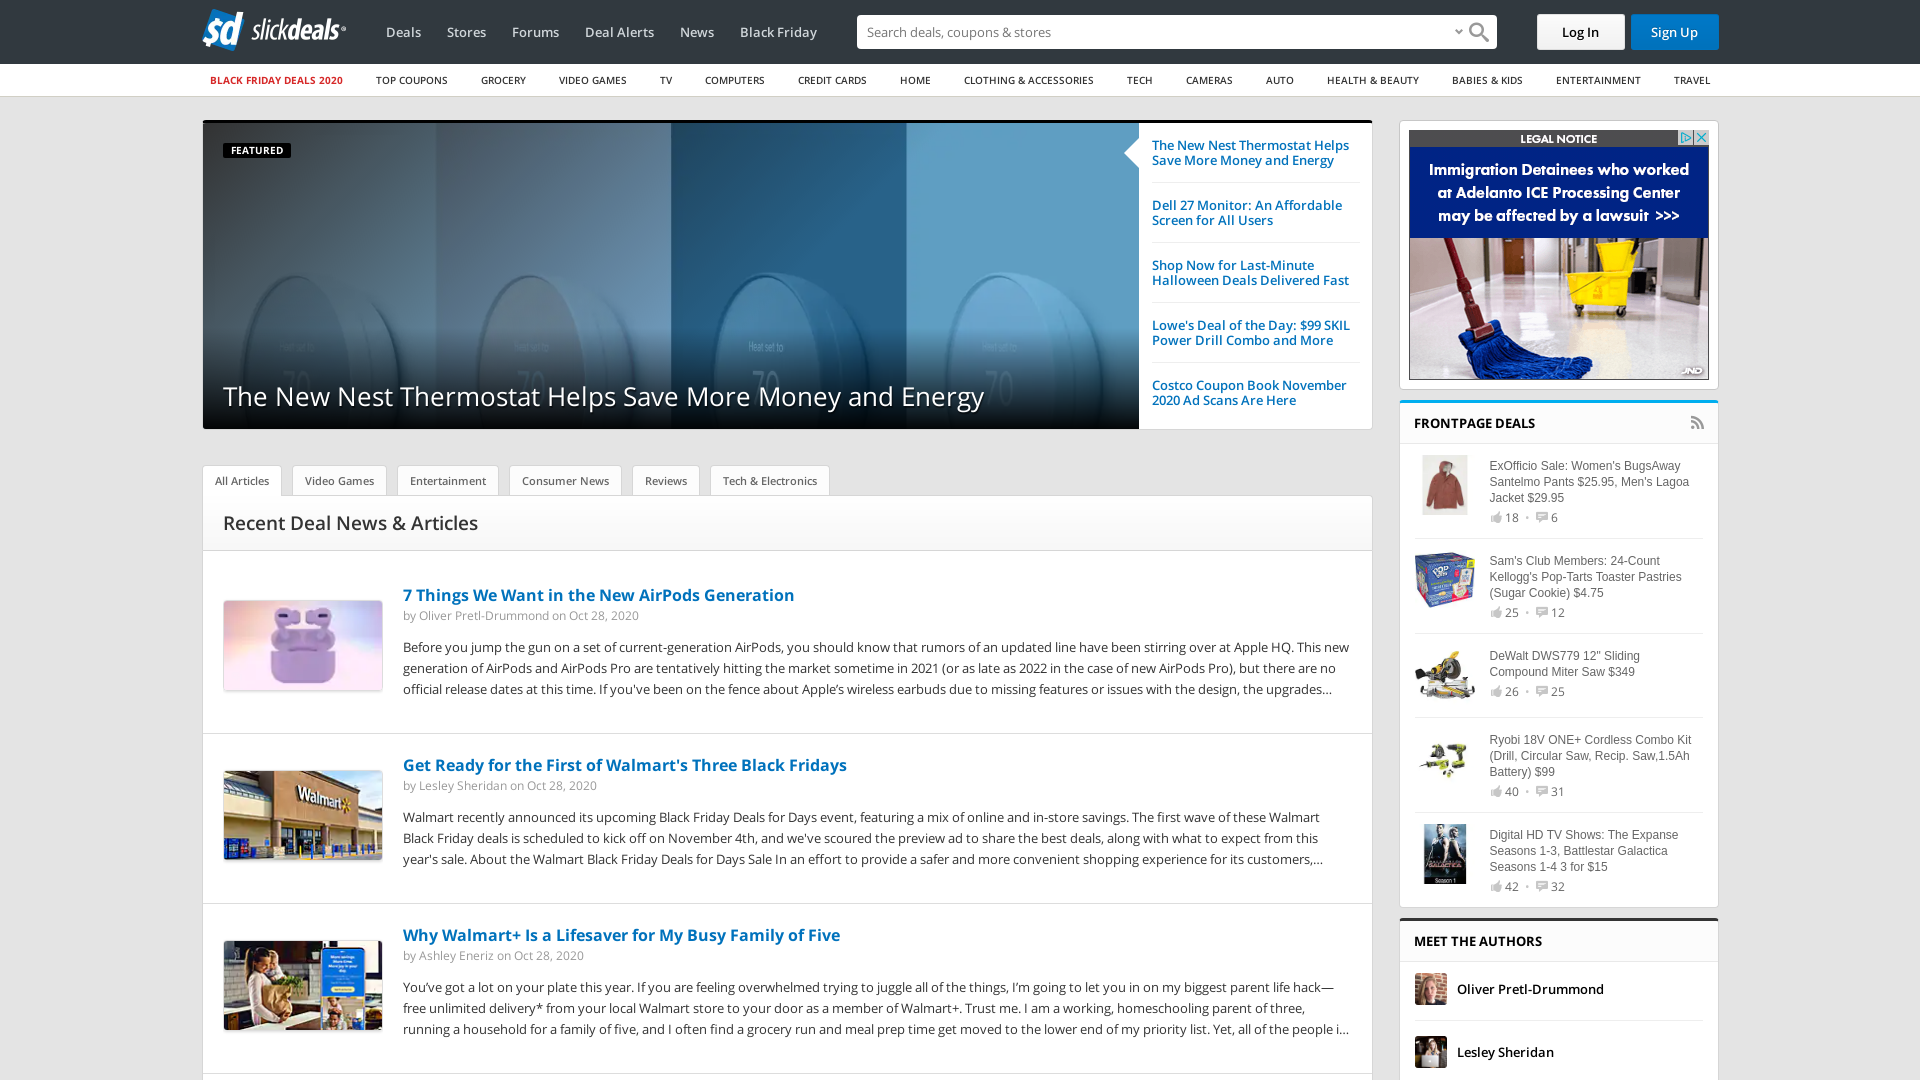 sd slickdeals®
Deals
Stores
Forums
Deal Alerts
News
Black Friday
Search deals, coupons & stores
Log In
Sign Up
BLACK FRIDAY DEALS 2020
TOP COUPONS
GROCERY
VIDEO GAMES
TV
COMPUTERS
CREDIT CARDS
HOME
CLOTHING & ACCESSORIES
TECH
CAMERAS
AUTO
HEALTH & BEAUTY
BABIES & KIDS
ENTERTAINMENT
TRAVEL
FEATURED
Heat set to
70
Heat set to
70
Heat set to
70
Heat set to
70
The New Nest Thermostat Helps Save More Money and Energy
The New Nest Thermostat Helps
Save More Money and Energy
Dell 27 Monitor: An Affordable
Screen for All Users
Shop Now for Last-Minute
Halloween Deals Delivered Fast
Lowe's Deal of the Day: $99 SKIL
Power Drill Combo and More
Costco Coupon Book November
2020 Ad Scans Are Here
All Articles
Video Games
Entertainment
Consumer News
Reviews
Tech & Electronics
Recent Deal News & Articles
7 Things We Want in the New AirPods Generation
by Oliver Pretl-Drummond on Oct 28, 2020
Before you jump the gun on a set of current-generation AirPods, you should know that rumors of an updated line have been stirring over at Apple HQ. This new
generation of AirPods and AirPods Pro are tentatively hitting the market sometime in 2021 (or as late as 2022 in the case of new AirPods Pro), but there are no
official release dates at this time. If you've been on the fence about Apple’s wireless earbuds due to missing features or issues with the design, the upgrades…
Walmart
Get Ready for the First of Walmart's Three Black Fridays
by Lesley Sheridan on Oct 28, 2020
Walmart recently announced its upcoming Black Friday Deals for Days event, featuring a mix of online and in-store savings. The first wave of these Walmart
Black Friday deals is scheduled to kick off on November 4th, and we've scoured the preview ad to share the best deals, along with what to expect from this
year's sale. About the Walmart Black Friday Deals for Days Sale In an effort to provide a safer and more convenient shopping experience for its customers,…
Why Walmart+ Is a Lifesaver for My Busy Family of Five
by Ashley Eneriz on Oct 28, 2020
You’ve got a lot on your plate this year. If you are feeling overwhelmed trying to juggle all of the things, I’m going to let you in on my biggest parent life hack—
free unlimited delivery* from your local Walmart store to your door as a member of Walmart+. Trust me. I am a working, homeschooling parent of three,
running a household for a family of five, and I often find a grocery run and meal prep time get moved to the lower end of my priority list. Yet, all of the people i…
LEGAL NOTICE
Immigration Detainees who worked
at Adelanto ICE Processing Center
may be affected by a lawsuit >>>
JND
FRONTPAGE DEALS
ExOfficio Sale: Women's BugsAway
Santelmo Pants $25.95, Men's Lagoa
Jacket $29.95
18 • 6
Sam's Club Members: 24-Count
Kellogg's Pop-Tarts Toaster Pastries
(Sugar Cookie) $4.75
25 • 12
DeWalt DWS779 12" Sliding
Compound Miter Saw $349
26 • 25
Ryobi 18V ONE+ Cordless Combo Kit
(Drill, Circular Saw, Recip. Saw,1.5Ah
Battery) $99
40 • 31
Season 1
Digital HD TV Shows: The Expanse
Seasons 1-3, Battlestar Galactica
Seasons 1-4 3 for $15
42 • 32
MEET THE AUTHORS
Oliver Pretl-Drummond
Lesley Sheridan